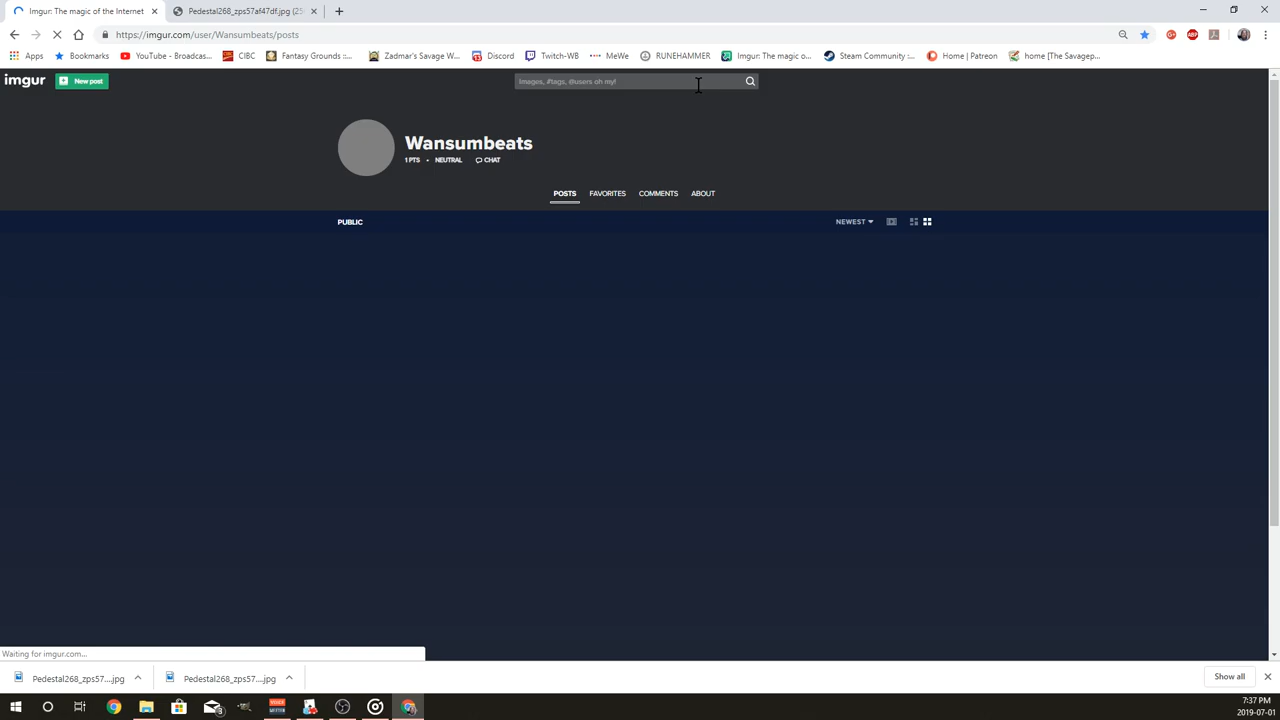 Imgur: The magic of the Internet
Pedestal268_zps57af47df.jpg (25
https://imgur.com/user/Wansumbeats/posts
Apps
Bookmarks
YouTube - Broadcas...
CIBC
Fantasy Grounds ::...
Zadmar's Savage W...
Discord
Twitch-WB
MeWe
RUNEHAMMER
Imgur: The magic o...
Steam Community :...
Home | Patreon
home [The Savagep...
imgur
New post
Images, #tags, @users oh my!
Wansumbeats
1 PTS - NEUTRAL CHAT
POSTS FAVORITES COMMENTS ABOUT
PUBLIC
NEWEST
Waiting for imgur.com...
Pedestal268_zps57....jpg
Pedestal268_zps57....jpg
Show all
7:37 PM
2019-07-01